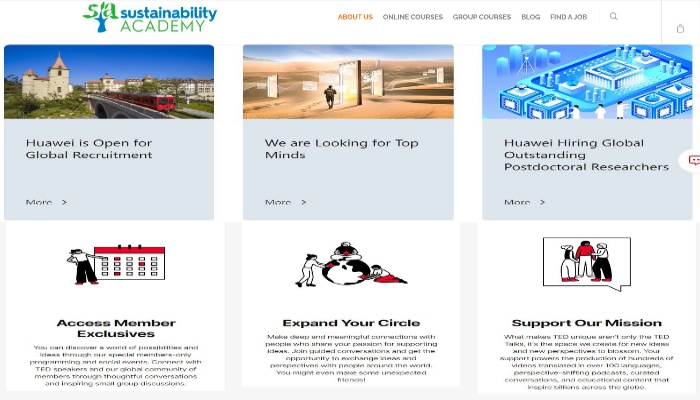 sa sustainability
ACADEMY
ABOUT US ONLINE COURSES GROUP COURSES BLOG FIND A JOB
Huawei is Open for
Global Recruitment
More >
We are Looking for Top
Minds
More >
Huawei Hiring Global
Outstanding
Postdoctoral Researchers
More >
Access Member
Exclusives
You can discover a world of possibilities and
ideas through our special members-only
programming and social events. Connect with
TED speakers and our global community of
members through thoughtful conversations
and inspiring small group discussions.
Expand Your Circle
Make deep and meaningful connections with
people who share your passion for supporting
ideas. Join guided conversations and get the
opportunity to exchange ideas and
perspectives with people around the world.
You might even make some unexpected
friends!
Support Our Mission
What makes TED unique aren't only the TED
Talks, it's the space we create for new ideas
and new perspectives to blossom. Your
support powers the production of hundreds of
videos translated in over 100 languages,
perspective-shifting podcasts, curated
conversations, and educational content that
inspire billions across the globe.